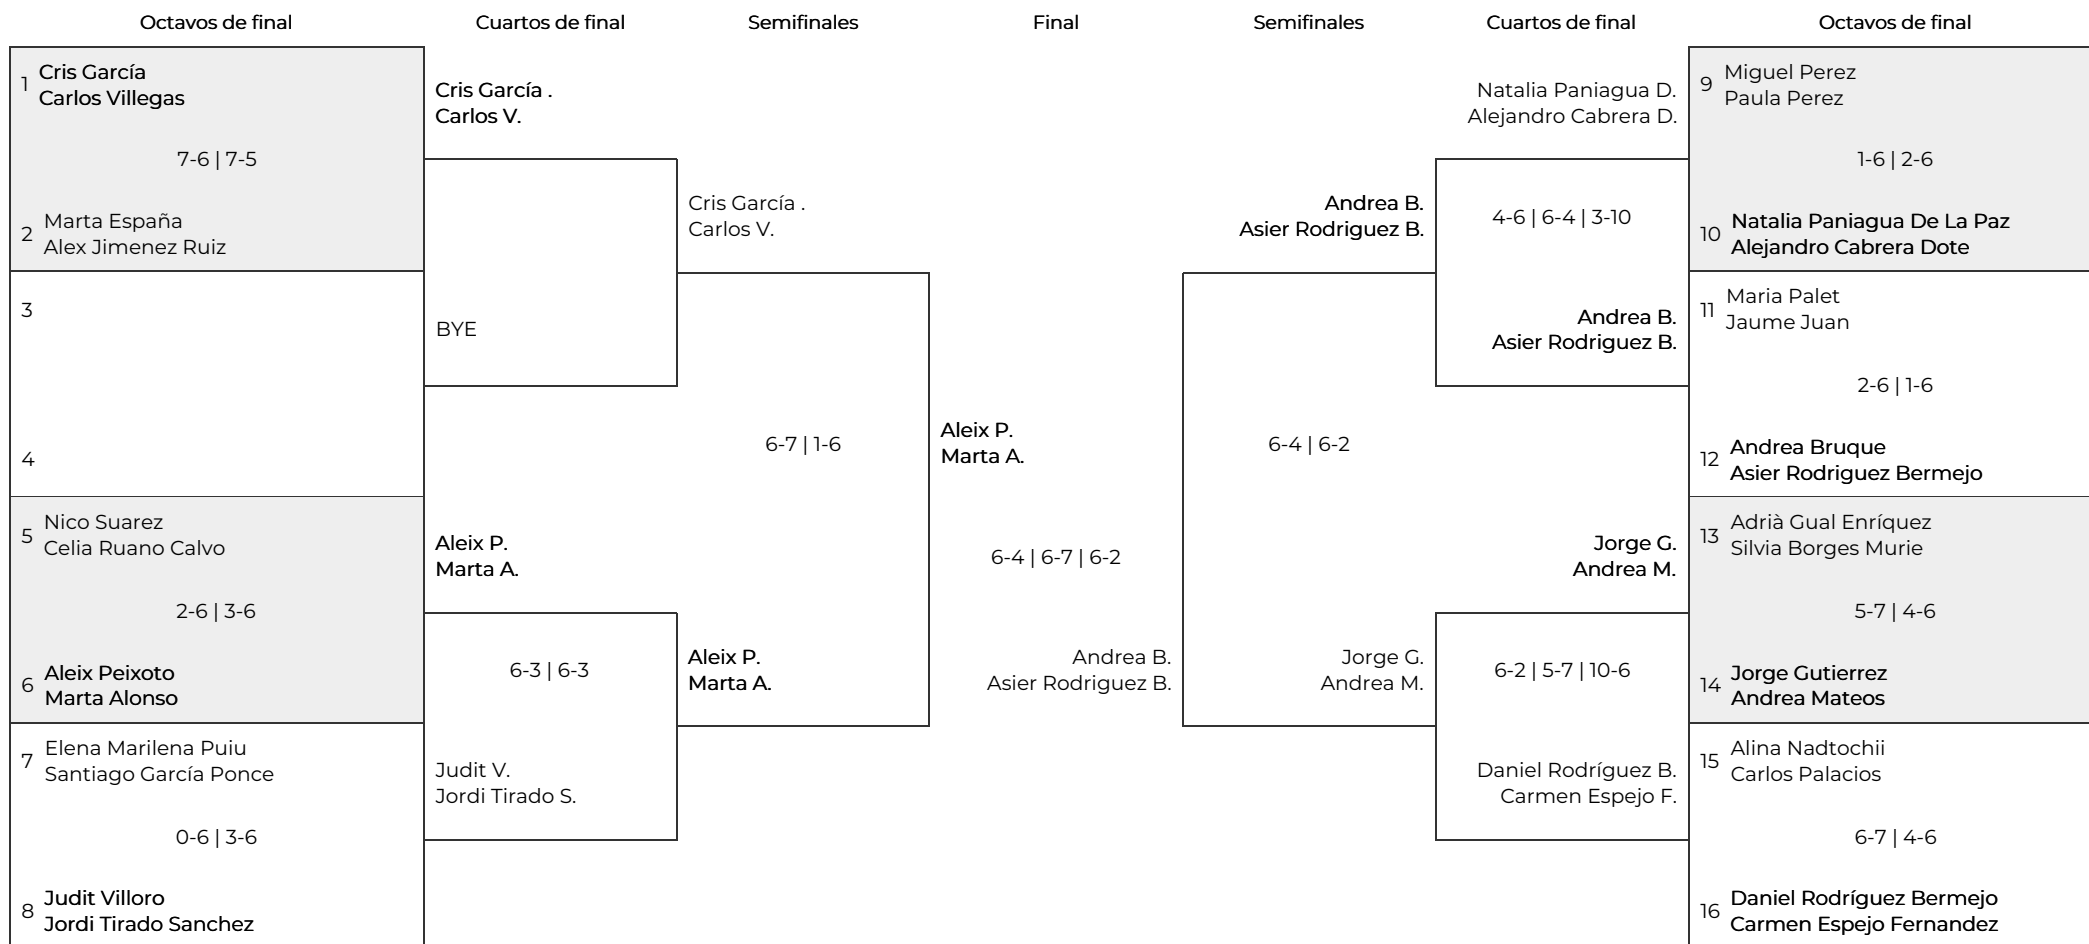 Octavos de final
Cuartos de final
Semifinales
Final
Semifinales
Cuartos de final
Octavos de final
1
Cris García
Carlos Villegas
7-6 | 7-5
2
Marta España
Alex Jimenez Ruiz
3
4
5
Nico Suarez
Celia Ruano Calvo
2-6 | 3-6
6
Aleix Peixoto
Marta Alonso
7
Elena Marilena Puiu
Santiago García Ponce
0-6 | 3-6
8
Judit Villoro
Jordi Tirado Sanchez
Cris García .
Carlos V.
BYE
Aleix P.
Marta A.
6-3 | 6-3
Judit V.
Jordi Tirado S.
Cris García .
Carlos V.
6-7 | 1-6
Aleix P.
Marta A.
Aleix P.
Marta A.
6-4 | 6-7 | 6-2
Andrea B.
Asier Rodriguez B.
Andrea B.
Asier Rodriguez B.
6-4 | 6-2
Jorge G.
Andrea M.
Natalia Paniagua D.
Alejandro Cabrera D.
4-6 | 6-4 | 3-10
Andrea B.
Asier Rodriguez B.
Jorge G.
Andrea M.
6-2 | 5-7 | 10-6
Daniel Rodríguez B.
Carmen Espejo F.
9
Miguel Perez
Paula Perez
1-6 | 2-6
10
Natalia Paniagua De La Paz
Alejandro Cabrera Dote
11
Maria Palet
Jaume Juan
2-6 | 1-6
12
Andrea Bruque
Asier Rodriguez Bermejo
13
Adrià Gual Enríquez
Silvia Borges Murie
5-7 | 4-6
14
Jorge Gutierrez
Andrea Mateos
15
Alina Nadtochii
Carlos Palacios
6-7 | 4-6
16
Daniel Rodríguez Bermejo
Carmen Espejo Fernandez